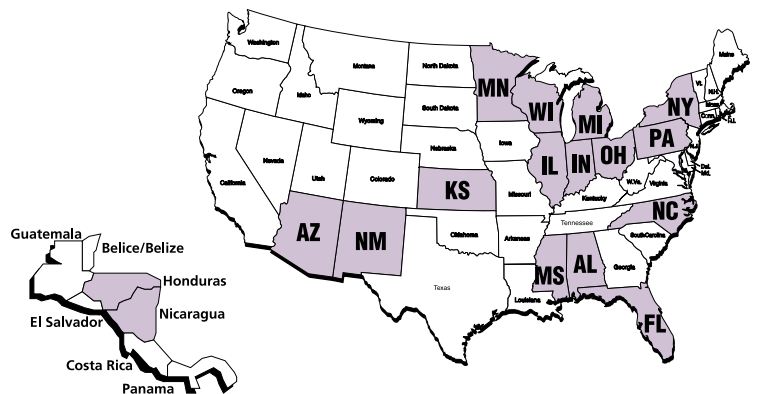 Washington
Montana
North Dakota
Maine
Oregon
Idaho
South Dakota
MN
WI
MI
NY
Vt.
N.H.
Mass.
Conn.
R.I.
Wyoming
Iowa
PA
N.J.
Nevada
Utah
Colorado
Nebraska
IL
IN
OH
Del.
Md.
California
KS
Missouri
W.Va.
Virginia
Kentucky
AZ
NM
Oklahoma
Arkansas
Tennessee
NC
South Carolina
Texas
Louisiana
MS
AL
Georgia
FL
Guatemala
Belice/Belize
Honduras
Nicaragua
El Salvador
Costa Rica
Panama